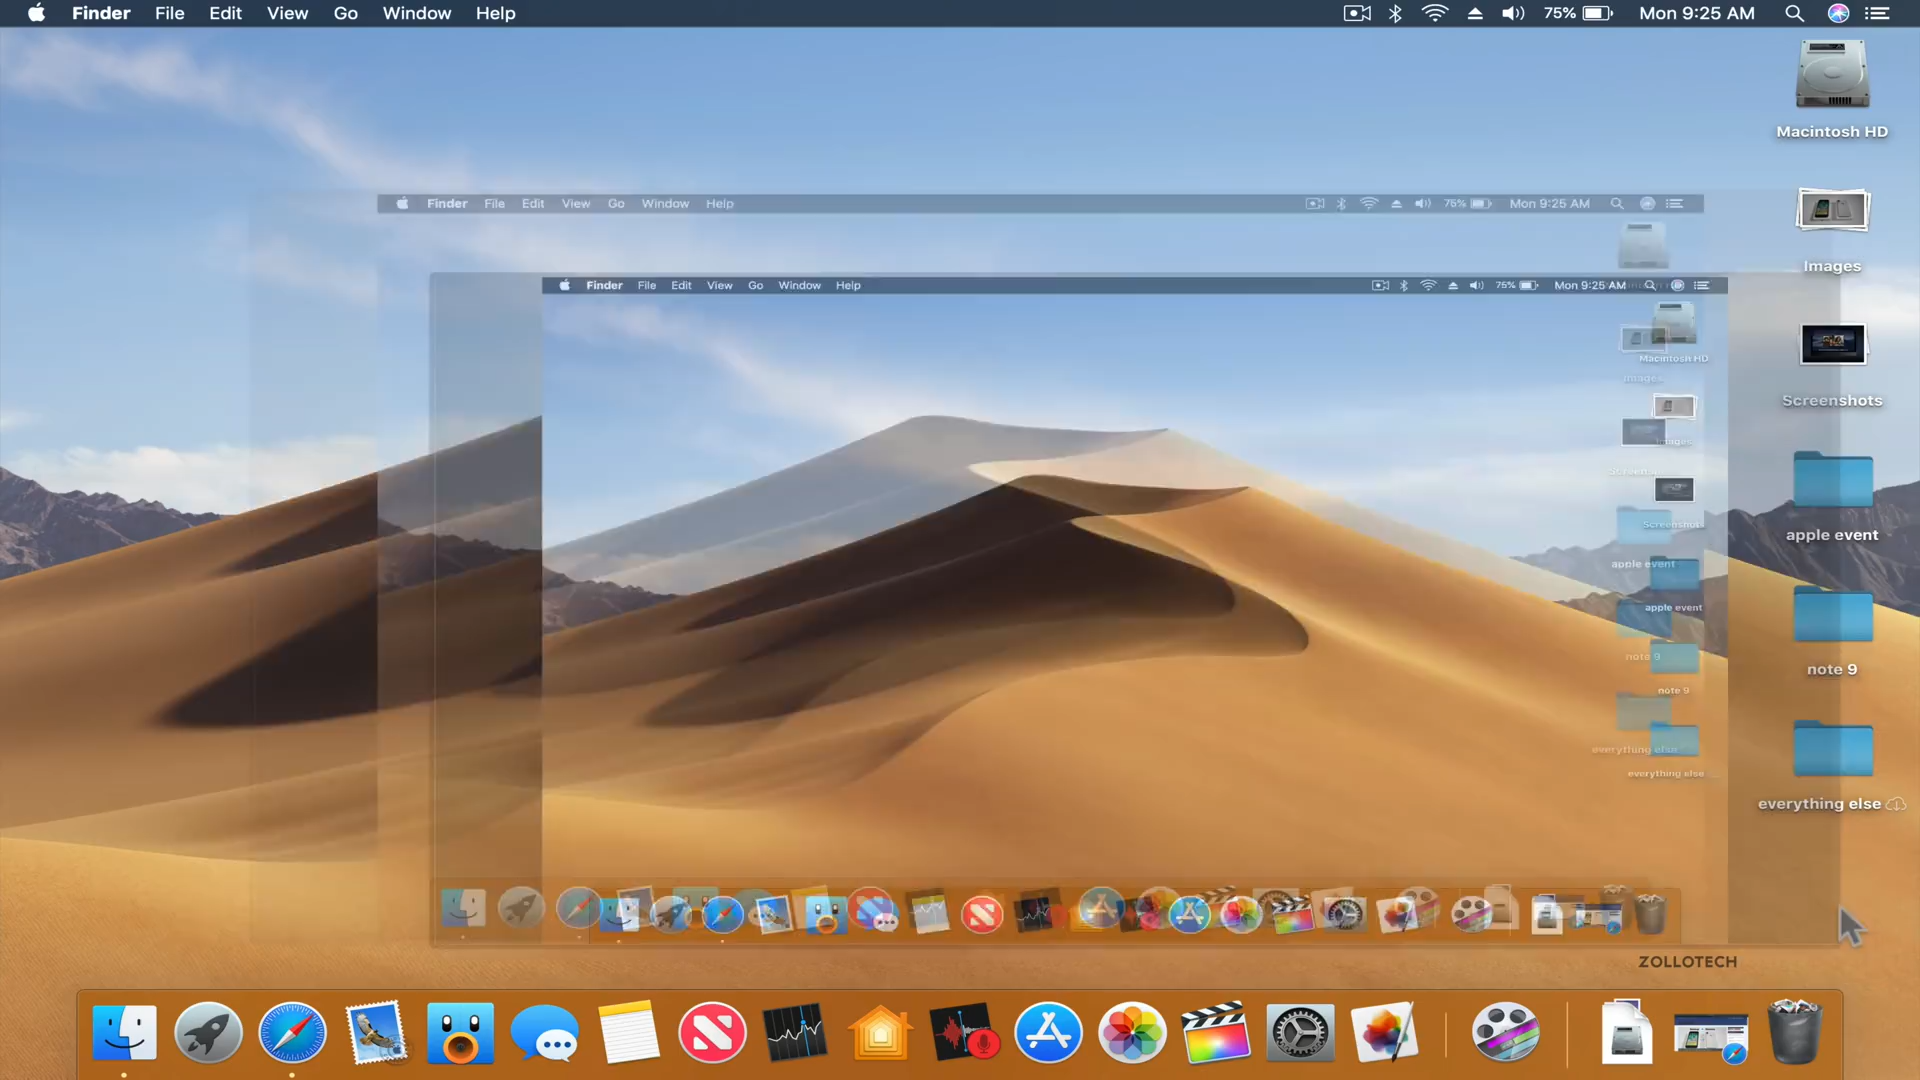 Finder File Edit View Go Window Help 75% Mon 9:25 AM
Macintosh HD
Finder File Edit View Go Window Help 75% Mon 9:25 AM
Images
Finder File Edit View Go Window Help 75% Mon 9:25 AM
Macintosh HD
Images
Screenshots
Images
Screenshots
apple event
apple event
apple event
note 9
note 9
note 9
everything else
everything else
everything else
ZOLLOTECH